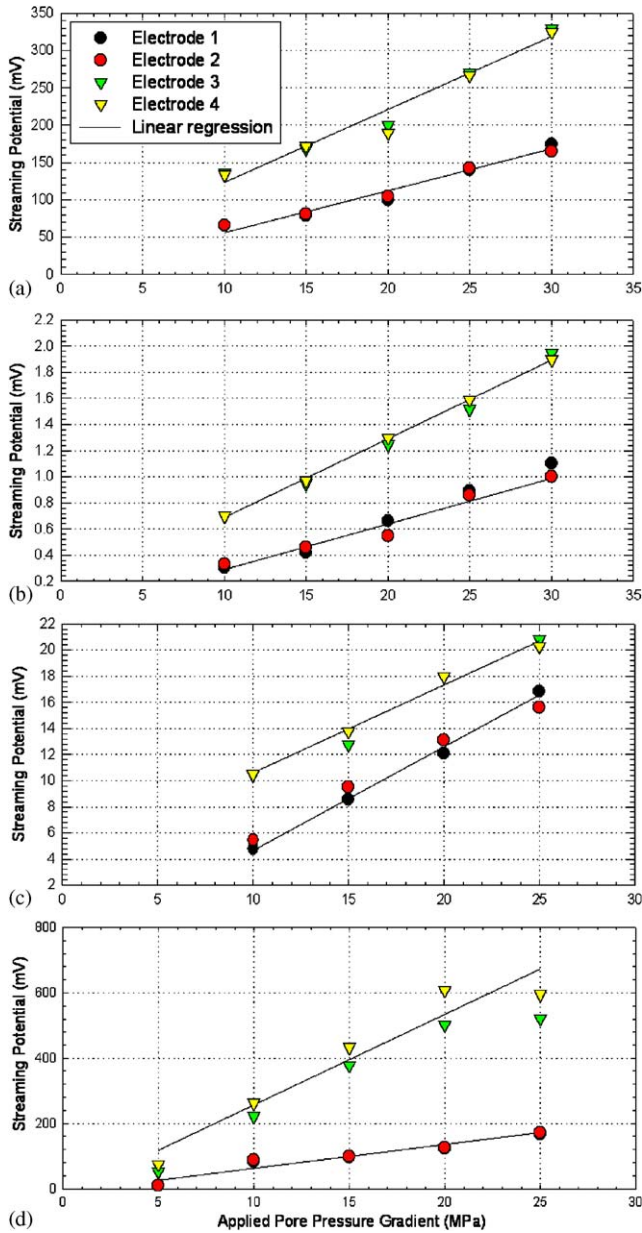 350
300
250
200
150
100
50
0
Streaming Potential (mV)
Electrode 1
Electrode 2
Electrode 3
Electrode 4
Linear regression
(a)
0 5 10 15 20 25 30 35
2.2
2.0
1.8
1.6
1.4
1.2
1.0
0.8
0.6
0.4
0.2
Streaming Potential (mV)
(b)
0 5 10 15 20 25 30 35
22
20
18
16
14
12
10
8
6
4
2
Streaming Potential (mV)
(c)
0 5 10 15 20 25 30
800
600
400
200
0
Streaming Potential (mV)
0 5 10 15 20 25 30
(d)
Applied Pore Pressure Gradient (MPa)